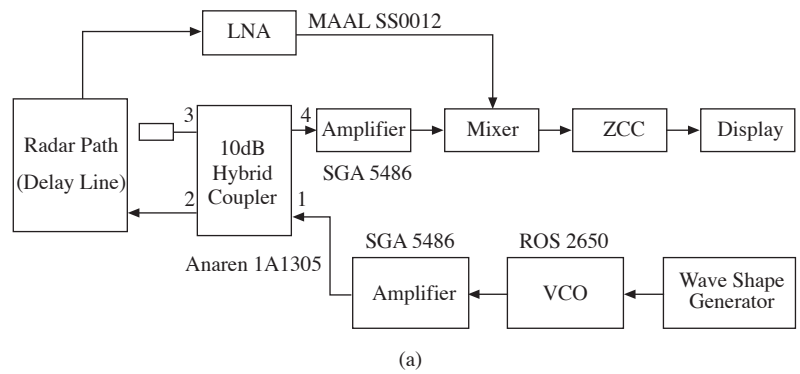 LNA
MAAL SS0012
Radar Path
(Delay Line)
3
10dB
Hybrid
Coupler
4
Amplifier
SGA 5486
Mixer
ZCC
Display
2
1
Anaren 1A1305
SGA 5486
Amplifier
ROS 2650
VCO
Wave Shape
Generator
(a)